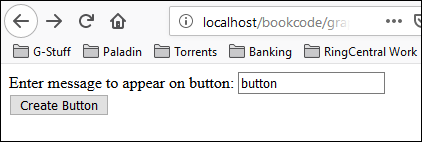 localhost/bookcode/gra
G-Stuff Paladin Torrents Banking RingCentral Work
Enter message to appear on button: button
Create Button